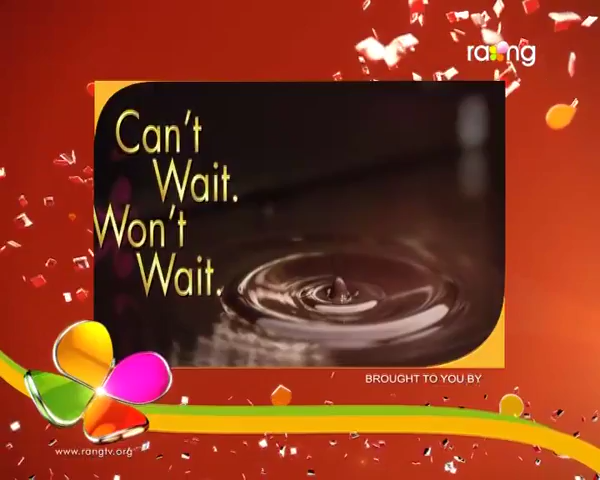 rang
Can't
Wait.
Won't
Wait.
BROUGHT TO YOU BY
www.rangtv.org